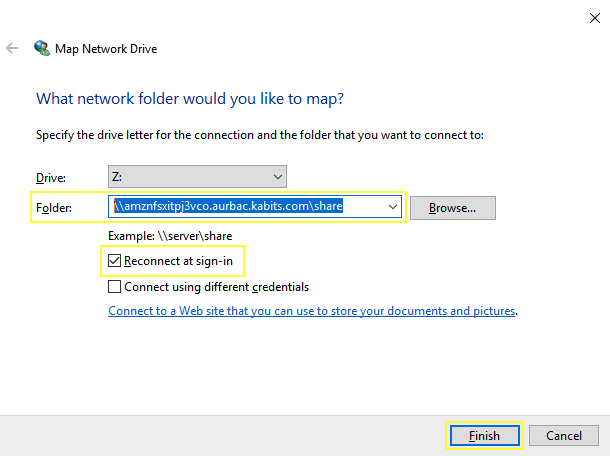 Map Network Drive
What network folder would you like to map?
Specify the drive letter for the connection and the folder that you want to connect to:
Drive: Z:
Folder: \\amznfsxitpj3vco.aurbac.kabits.com\share Browse...
Example: \\server\share
Reconnect at sign-in
Connect using different credentials
Connect to a Web site that you can use to store your documents and pictures.
Finish Cancel